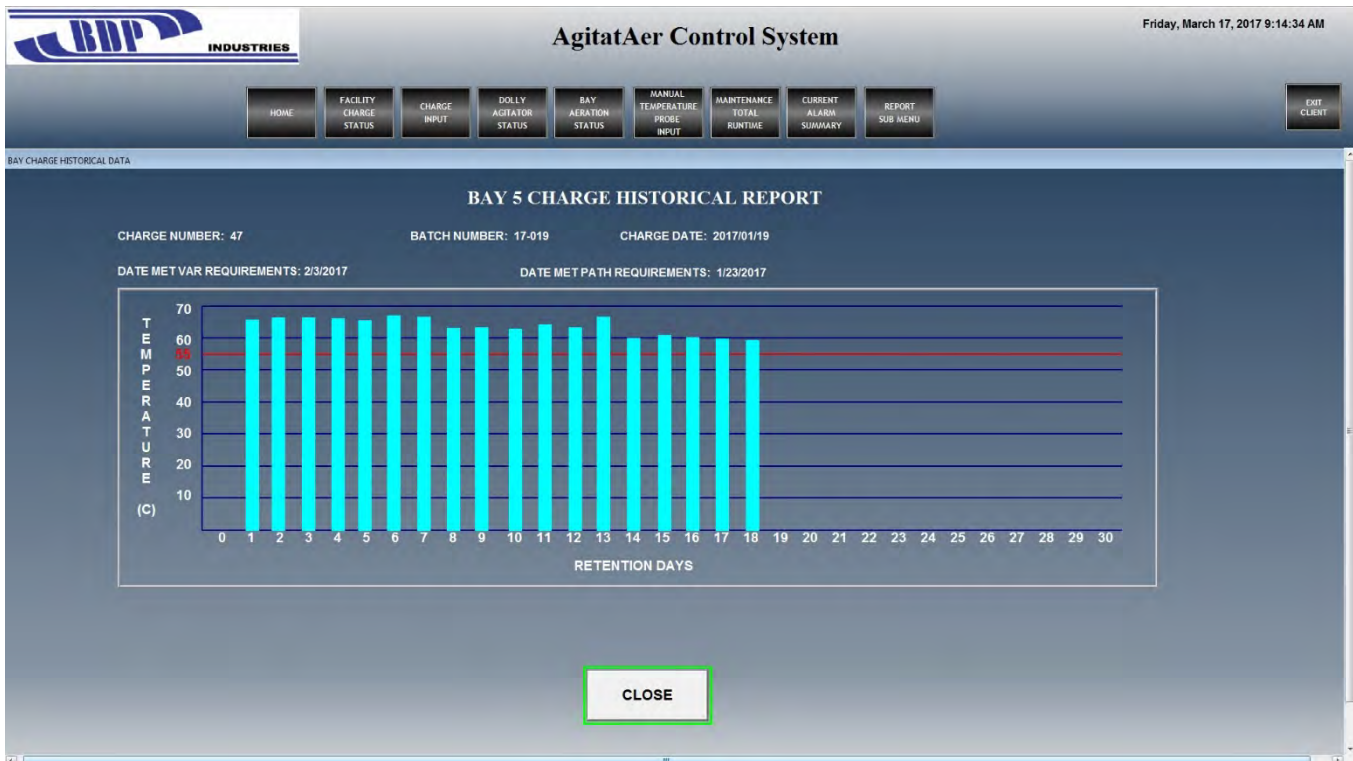 BDP INDUSTRIES
AgitatAer Control System
Friday, March 17, 2017 9:14:34 AM
HOME
FACILITY
CHARGE
STATUS
CHARGE
INPUT
DOLLY
AGITATOR
STATUS
BAY
AERATION
STATUS
MANUAL
TEMPERATURE
PROBE
INPUT
MAINTENANCE
TOTAL
RUNTIME
CURRENT
ALARM
SUMMARY
REPORT
SUB MENU
EXIT
CLIENT
BAY CHARGE HISTORICAL DATA
BAY 5 CHARGE HISTORICAL REPORT
CHARGE NUMBER: 47 BATCH NUMBER: 17-019 CHARGE DATE: 2017/01/19
DATE MET VAR REQUIREMENTS: 2/3/2017 DATE MET PATH REQUIREMENTS: 1/23/2017
TEMPERATURE
(C)
70
60
55
50
40
30
20
10
0 1 2 3 4 5 6 7 8 9 10 11 12 13 14 15 16 17 18 19 20 21 22 23 24 25 26 27 28 29 30
RETENTION DAYS
CLOSE